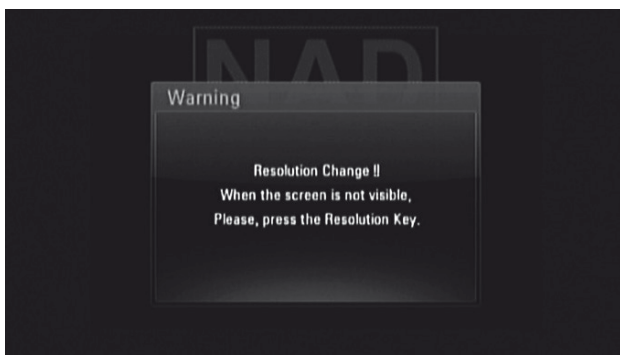 NAD
Warning
Resolution Change !!
When the screen is not visible,
Please, press the Resolution Key.